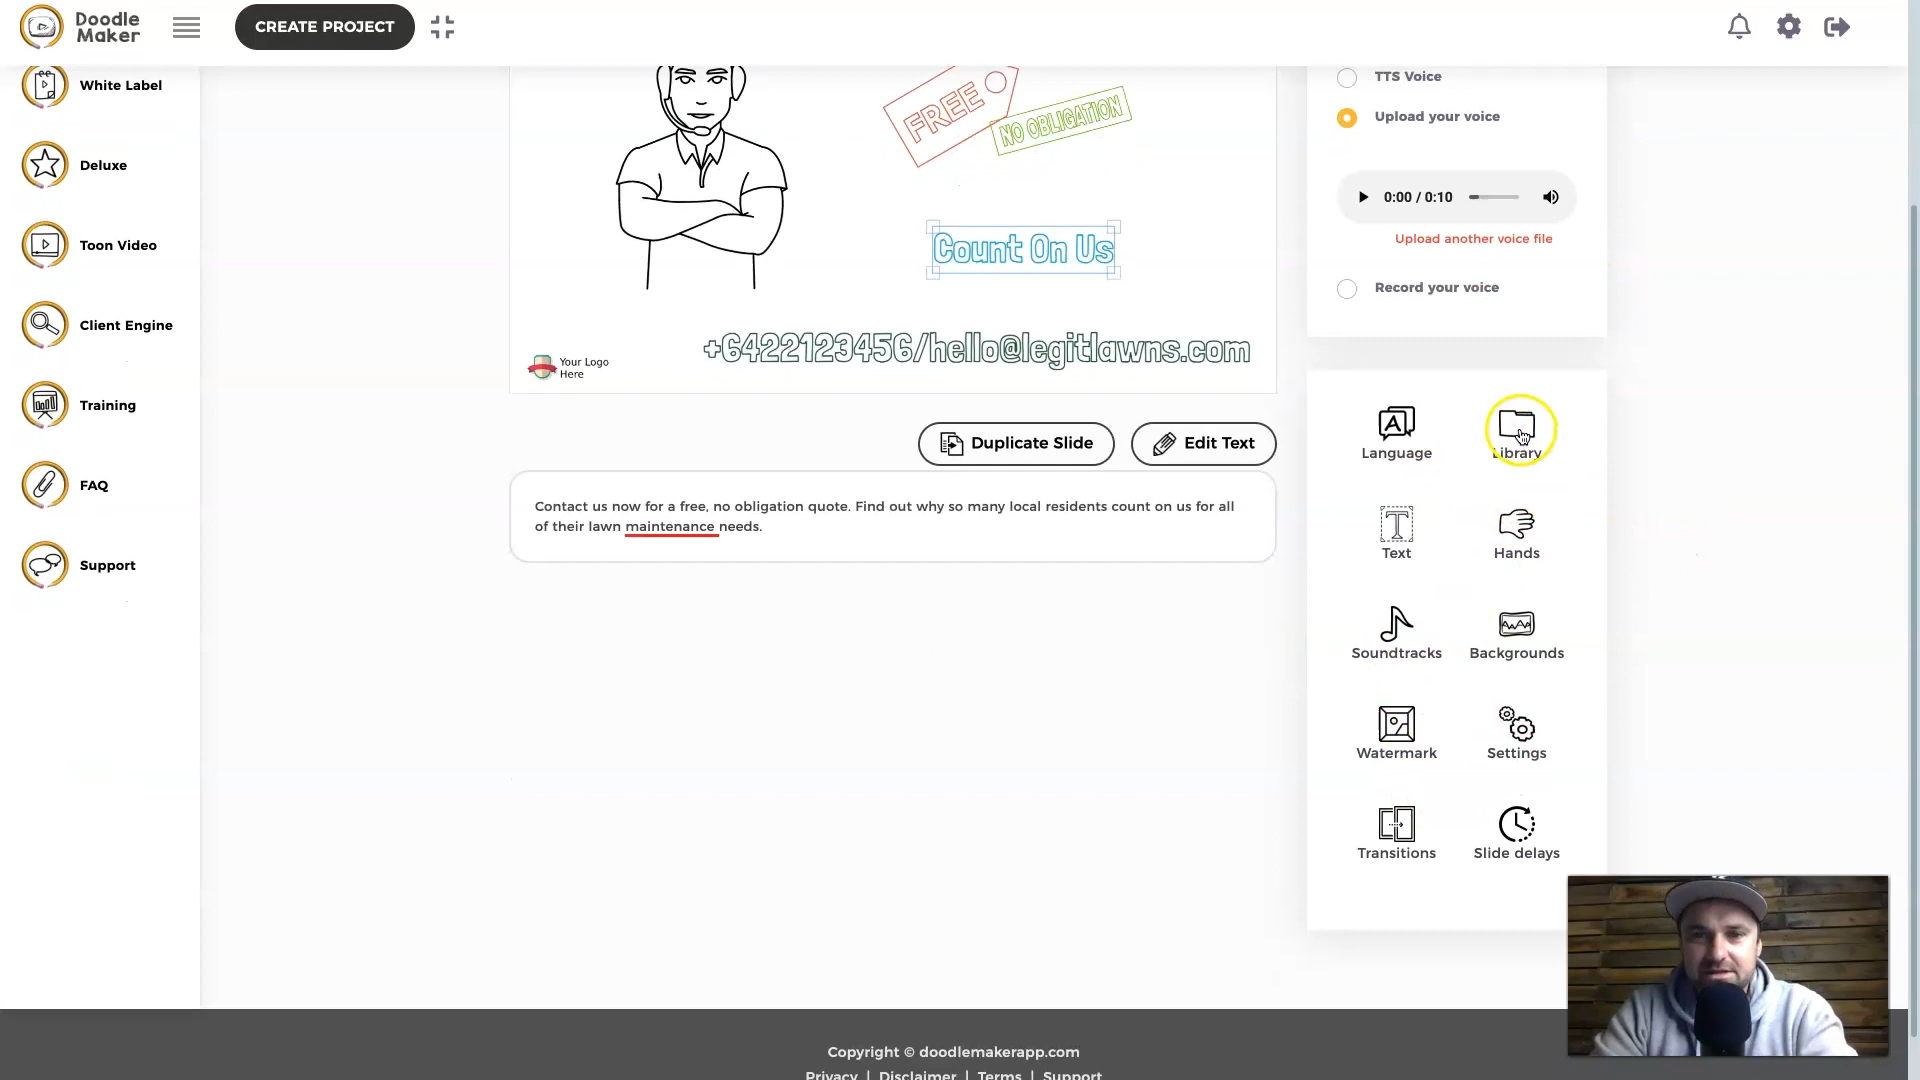 Doodle
Maker
CREATE PROJECT
White Label
Deluxe
Toon Video
Client Engine
Training
FAQ
Support
FREE
NO OBLIGATION
Count On Us
+6422123456/hello@legitlawns.com
Your Logo
Here
Duplicate Slide
Edit Text
Contact us now for a free, no obligation quote. Find out why so many local residents count on us for all
of their lawn maintenance needs.
TTS Voice
Upload your voice
0:00 / 0:10
Upload another voice file
Record your voice
A
Language
Library
T
Text
Hands
Soundtracks
Backgrounds
Watermark
Settings
Transitions
Slide delays
Copyright © doodlemakerapp.com
Privacy | Disclaimer | Terms | Support